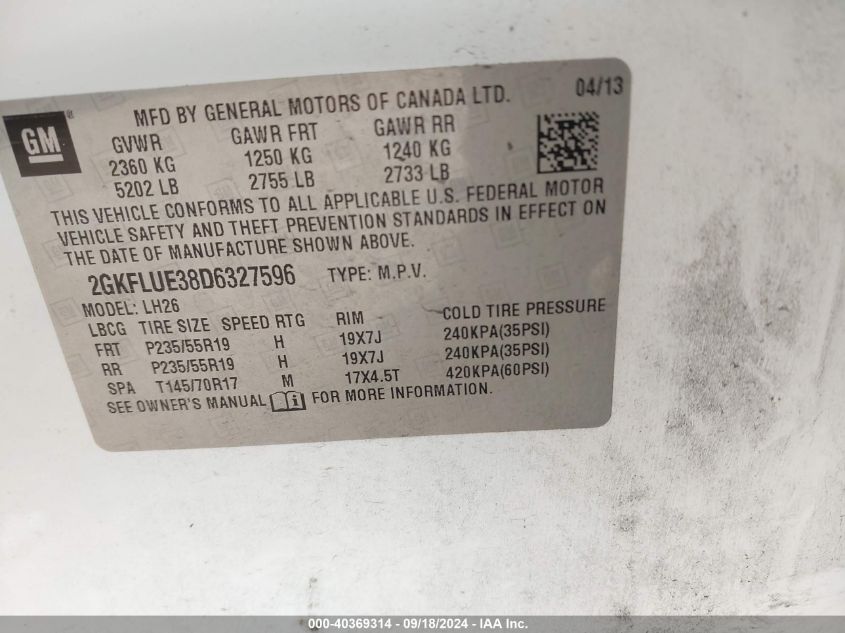 GM®
MFD BY GENERAL MOTORS OF CANADA LTD. 04/13
GVWR GAWR FRT GAWR RR
2360 KG 1250 KG 1240 KG
5202 LB 2755 LB 2733 LB
THIS VEHICLE CONFORMS TO ALL APPLICABLE U.S. FEDERAL MOTOR
VEHICLE SAFETY AND THEFT PREVENTION STANDARDS IN EFFECT ON
THE DATE OF MANUFACTURE SHOWN ABOVE.
2GKFLUE38D6327596 TYPE: M.P.V.
MODEL: LH26
LBCG TIRE SIZE SPEED RTG RIM COLD TIRE PRESSURE
FRT P235/55R19 H 19X7J 240KPA(35PSI)
RR P235/55R19 H 19X7J 240KPA(35PSI)
SPA T145/70R17 M 17X4.5T 420KPA(60PSI)
SEE OWNER'S MANUAL FOR MORE INFORMATION.
000-40369314 - 09/18/2024 - IAA Inc.